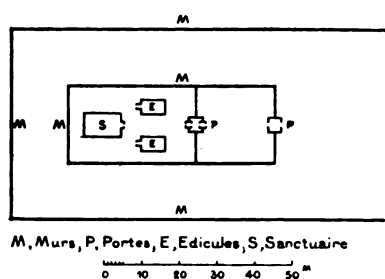 M
M
E
M M S P P
E
M
M, Murs, P, Portes, E, Edicules, S, Sanctuaire
0 10 20 30 40 50 M